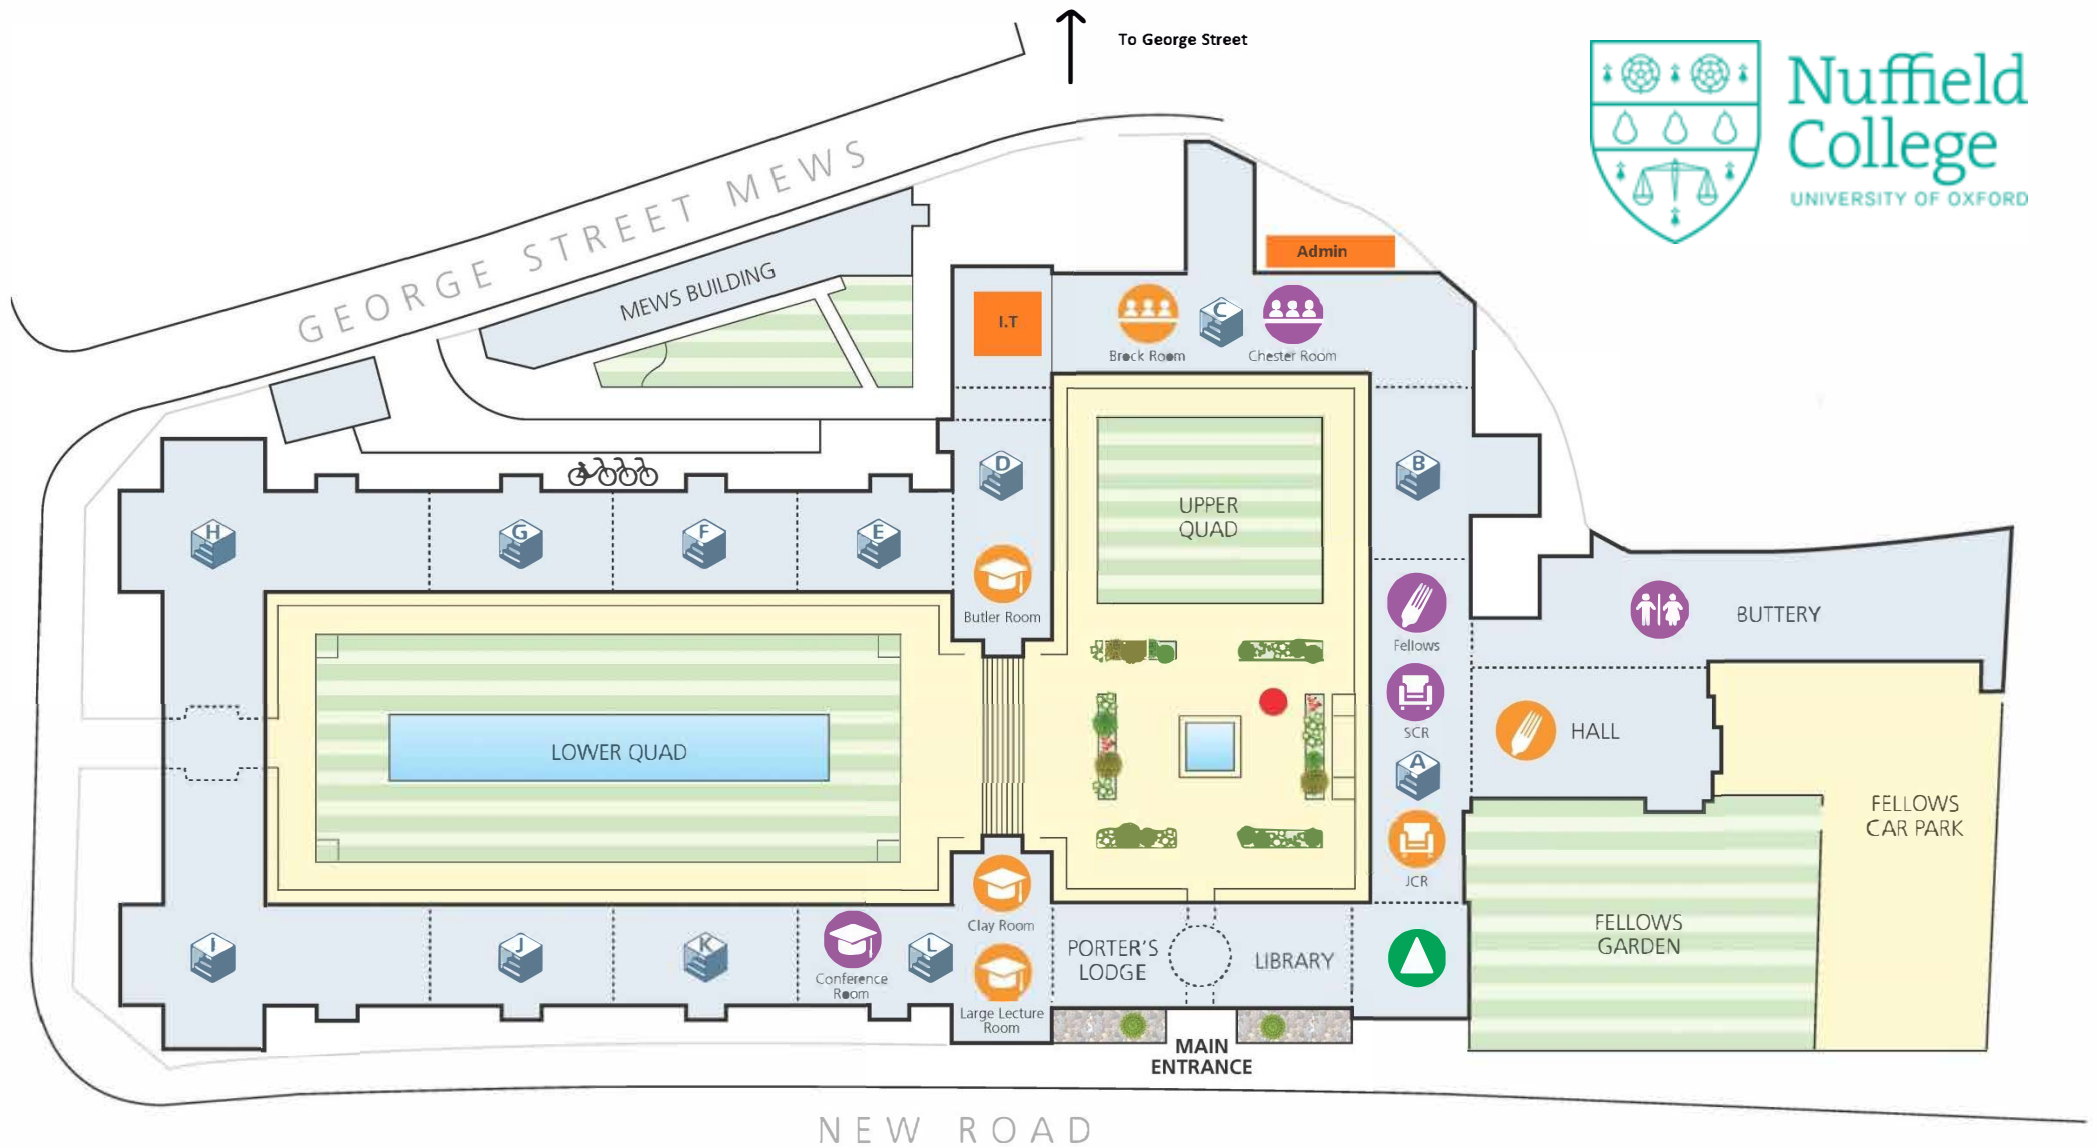 To George Street
Nuffield
College
UNIVERSITY OF OXFORD
GEORGE STREET MEWS
MEWS BUILDING
Admin
I.T
C
Brock Room
Chester Room
D
B
UPPER
QUAD
H
G
F
E
Butler Room
Fellows
BUTTERY
SCR
HALL
LOWER QUAD
A
JCR
FELLOWS
CAR PARK
Clay Room
FELLOWS
GARDEN
I
J
K
L
Conference
Room
PORTER'S
LODGE
LIBRARY
Large Lecture
Room
MAIN
ENTRANCE
NEW ROAD